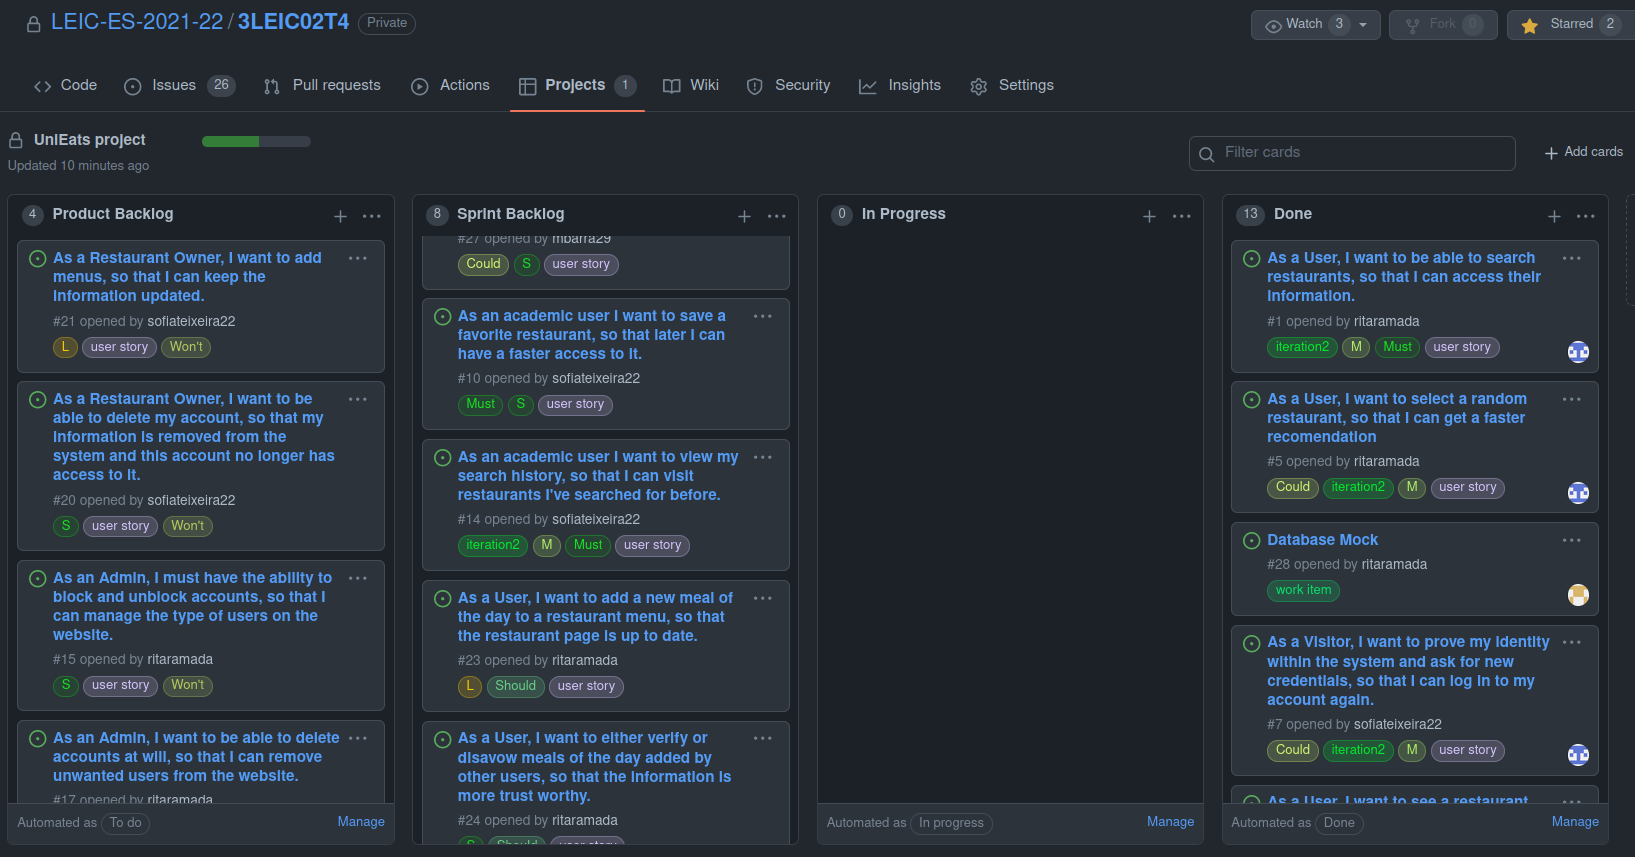 LEIC-ES-2021-22 / 3LEIC02T4 Private
Watch 3
Fork 0
Starred 2
Code
Issues 26
Pull requests
Actions
Projects 1
Wiki
Security
Insights
Settings
UniEats project
Updated 10 minutes ago
Filter cards
Add cards
4 Product Backlog
As a Restaurant Owner, I want to add
menus, so that I can keep the
information updated.
#21 opened by sofiateixeira22
L user story Won't
As a Restaurant Owner, I want to be
able to delete my account, so that my
information is removed from the
system and this account no longer has
access to it.
#20 opened by sofiateixeira22
S user story Won't
As an Admin, I must have the ability to
block and unblock accounts, so that I
can manage the type of users on the
website.
#15 opened by ritaramada
S user story Won't
As an Admin, I want to be able to delete
accounts at will, so that I can remove
unwanted users from the website.
#17 opened by ritaramada
Automated as To do
Manage
8 Sprint Backlog
#27 opened by mbarra29
Could S user story
As an academic user I want to save a
favorite restaurant, so that later I can
have a faster access to it.
#10 opened by sofiateixeira22
Must S user story
As an academic user I want to view my
search history, so that I can visit
restaurants I've searched for before.
#14 opened by sofiateixeira22
iteration2 M Must user story
As a User, I want to add a new meal of
the day to a restaurant menu, so that
the restaurant page is up to date.
#23 opened by ritaramada
L Should user story
As a User, I want to either verify or
disavow meals of the day added by
other users, so that the information is
more trust worthy.
#24 opened by ritaramada
S Should user story
0 In Progress
Automated as In progress
Manage
13 Done
As a User, I want to be able to search
restaurants, so that I can access their
information.
#1 opened by ritaramada
iteration2 M Must user story
As a User, I want to select a random
restaurant, so that I can get a faster
recomendation
#5 opened by ritaramada
Could iteration2 M user story
Database Mock
#28 opened by ritaramada
work item
As a Visitor, I want to prove my identity
within the system and ask for new
credentials, so that I can log in to my
account again.
#7 opened by sofiateixeira22
Could iteration2 M user story
As a User, I want to see a restaurant
Automated as Done
Manage